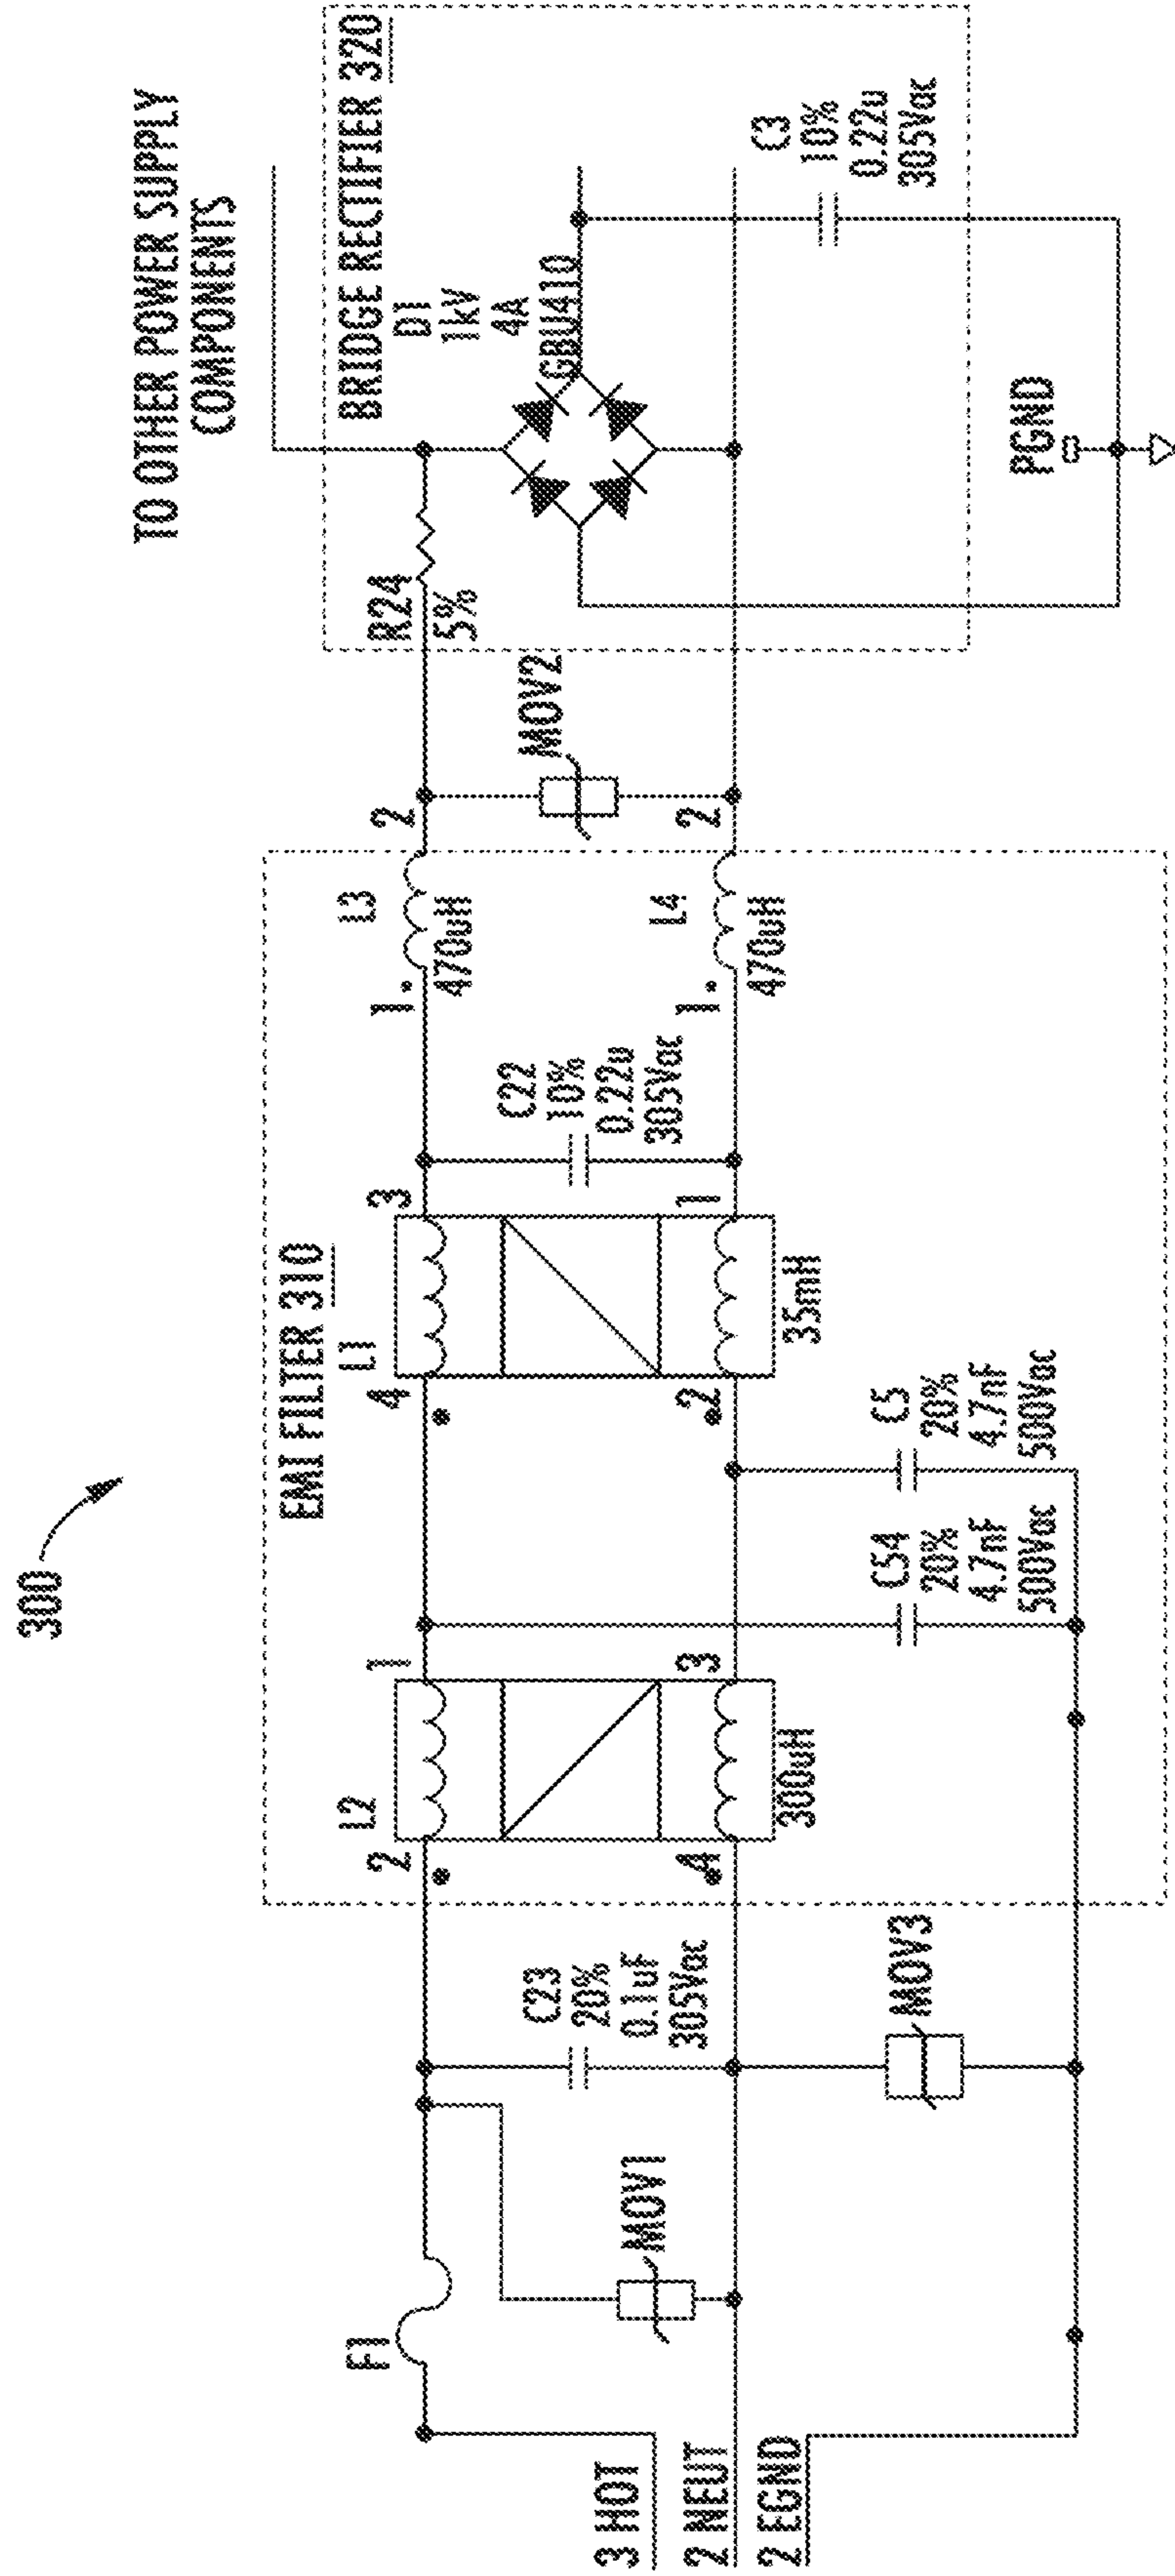 300
TO OTHER POWER SUPPLY
COMPONENTS
EMI FILTER 310
BRIDGE RECTIFIER 320
3 HOT
2 NEUT
2 EGND
F1
MOV1
C23
20%
0.1uF
305Vac
MOV3
L2
2
1
4
3
300uH
C54
20%
4.7nF
500Vac
C5
20%
4.7nF
500Vac
L1
4
3
2
1
35mH
C22
10%
0.22u
305Vac
L3
1
2
470uH
L4
1
2
470uH
MOV2
R24
5%
D1
1kV
4A
GBU410
C3
10%
0.22u
305Vac
PGND